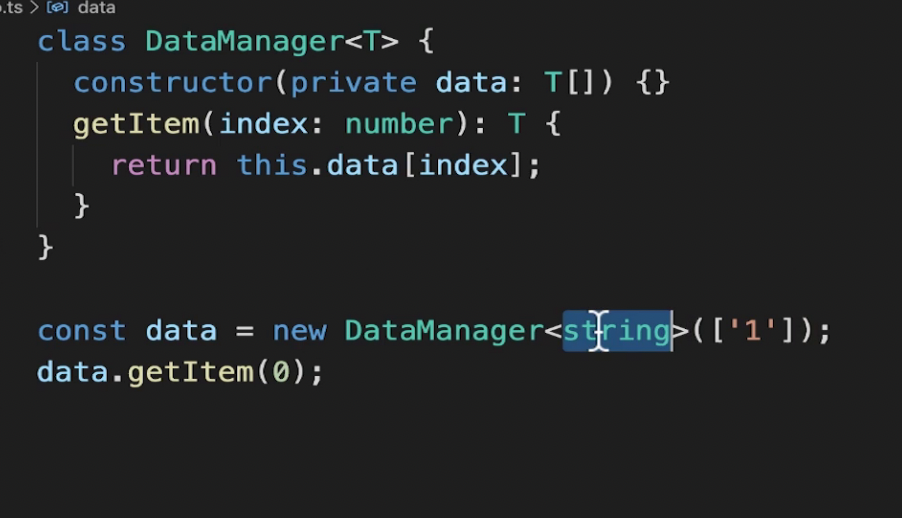 .ts > data
class DataManager<T> {
  constructor(private data: T[]) {}
  getItem(index: number): T {
    return this.data[index];
  }
}
const data = new DataManager<string>(['1']);
data.getItem(0);